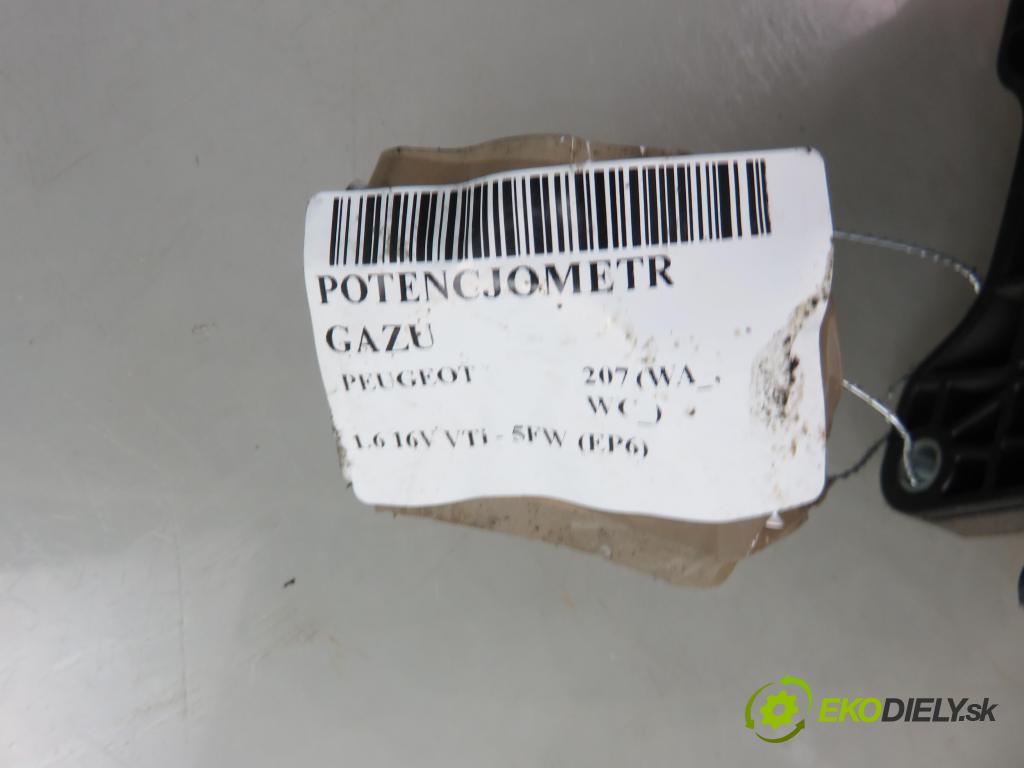 POTENCJOMETR
GAZU
PEUGEOT 207 (WA_,
WC_)
1.6 16V VTi - 5FW (EP6)
EKODIELY.sk